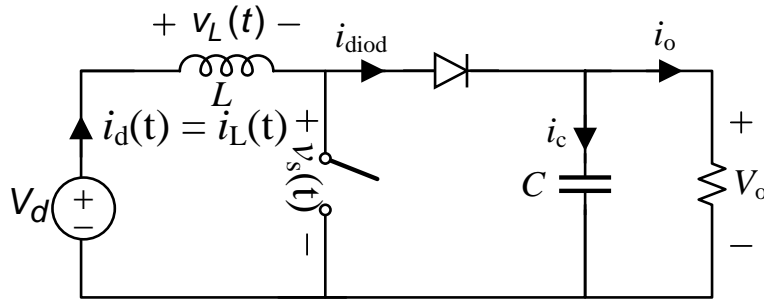 + v_L(t) −
i_diod
i_o
L
i_d(t) = i_L(t)
+
v_s(t)
−
i_c
+
V_d
+
−
C
V_o
−